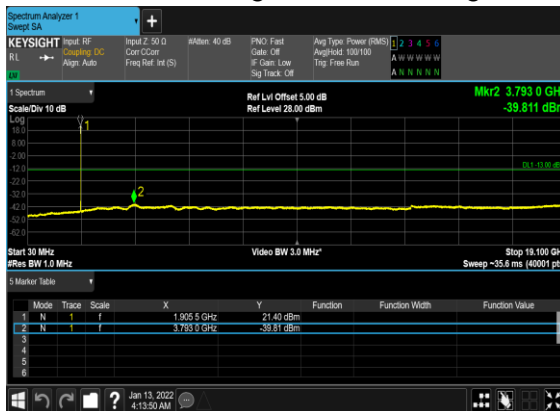 Spectrum Analyzer 1
Swept SA
+
KEYSIGHT Input: RF Input Z: 50 Ω #Atten: 40 dB PNO: Fast Avg Type: Power (RMS) 1 2 3 4 5 6
RL Coupling: DC Corr CCorr Gate: Off Avg|Hold: 100/100 A W W W W W
Align: Auto Freq Ref: Int (S) IF Gain: Low Trig: Free Run A N N N N N
Sig Track: Off
1 Spectrum Ref Lvl Offset 5.00 dB Mkr2 3.793 0 GH
Scale/Div 10 dB Ref Level 28.00 dBm -39.811 dBr
Log
1
18.0
8.00
-2.00
-12.0 DL1 -13.00 dB
-22.0
-32.0
2
-42.0
-52.0
-62.0
Start 30 MHz Video BW 3.0 MHz* Stop 19.100 GH
#Res BW 1.0 MHz Sweep ~35.6 ms (40001 pt
5 Marker Table
Mode Trace Scale X Y Function Function Width Function Value
1 N 1 f 1.905 5 GHz 21.40 dBm
2 N 1 f 3.793 0 GHz -39.81 dBm
3
4
5
6
? Jan 13, 2022
4:13:50 AM